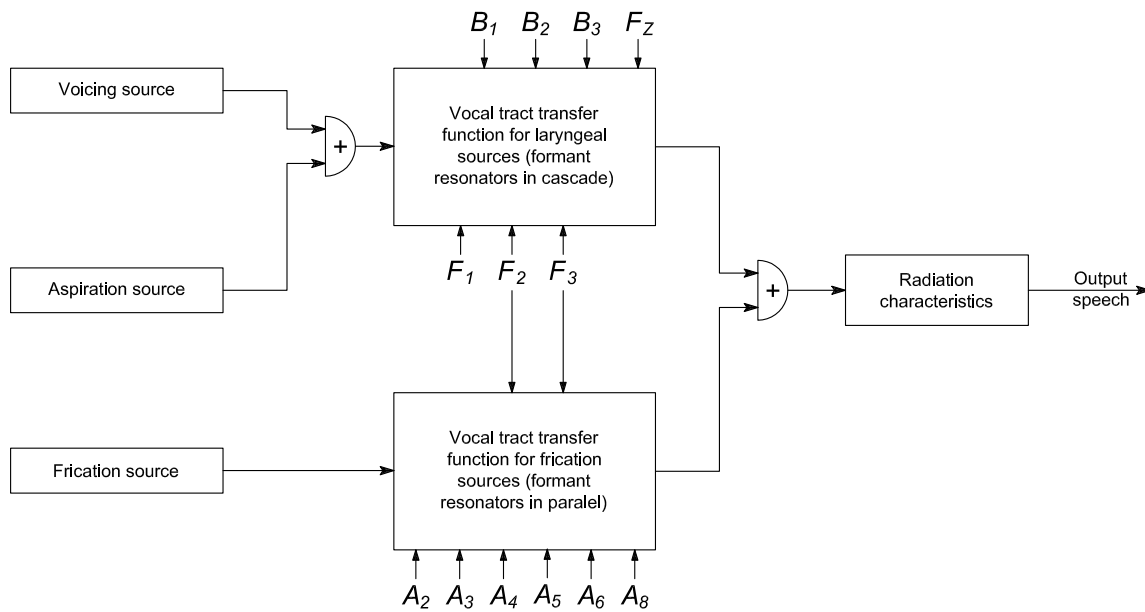 B1 B2 B3 FZ
Voicing source
Vocal tract transfer
function for laryngeal
sources (formant
resonators in cascade)
+
F1 F2 F3
Aspiration source
+
Radiation
characteristics
Output
speech
Vocal tract transfer
function for frication
sources (formant
resonators in paralel)
Frication source
A2 A3 A4 A5 A6 A8